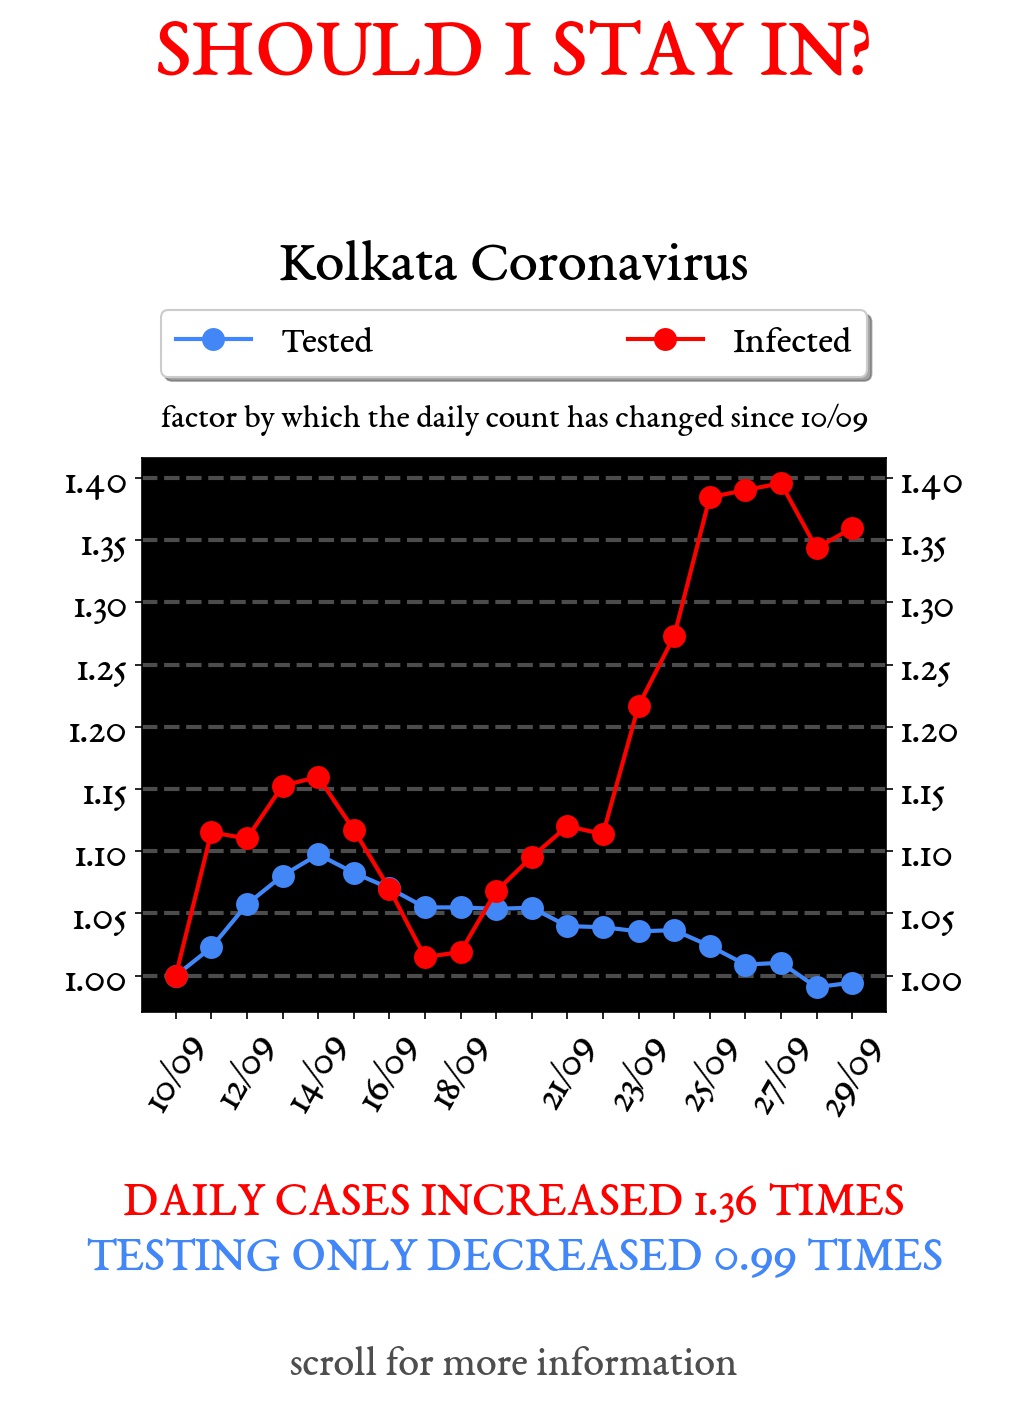 SHOULD I STAY IN?
Kolkata Coronavirus
Tested Infected
factor by which the daily count has changed since 10/09
1.40 1.40
1.35 1.35
1.30 1.30
1.25 1.25
1.20 1.20
1.15 1.15
1.10 1.10
1.05 1.05
1.00 1.00
10/09 12/09 14/09 16/09 18/09 21/09 23/09 25/09 27/09 29/09
DAILY CASES INCREASED 1.36 TIMES
TESTING ONLY DECREASED 0.99 TIMES
scroll for more information